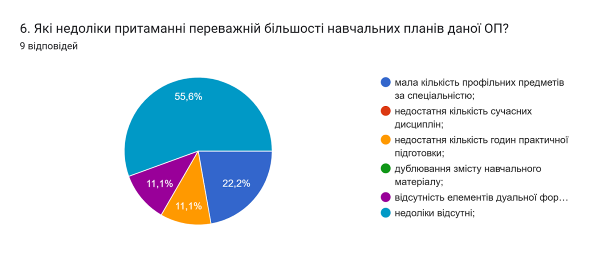 6. Які недоліки притаманні переважній більшості навчальних планів даної ОП?
9 відповідей
55,6%
22,2%
11,1%
11,1%
мала кількість профільних предметів
за спеціальністю;
недостатня кількість сучасних
дисциплін;
недостатня кількість годин практичної
підготовки;
дублювання змісту навчального
матеріалу;
відсутність елементів дуальної фор…
недоліки відсутні;